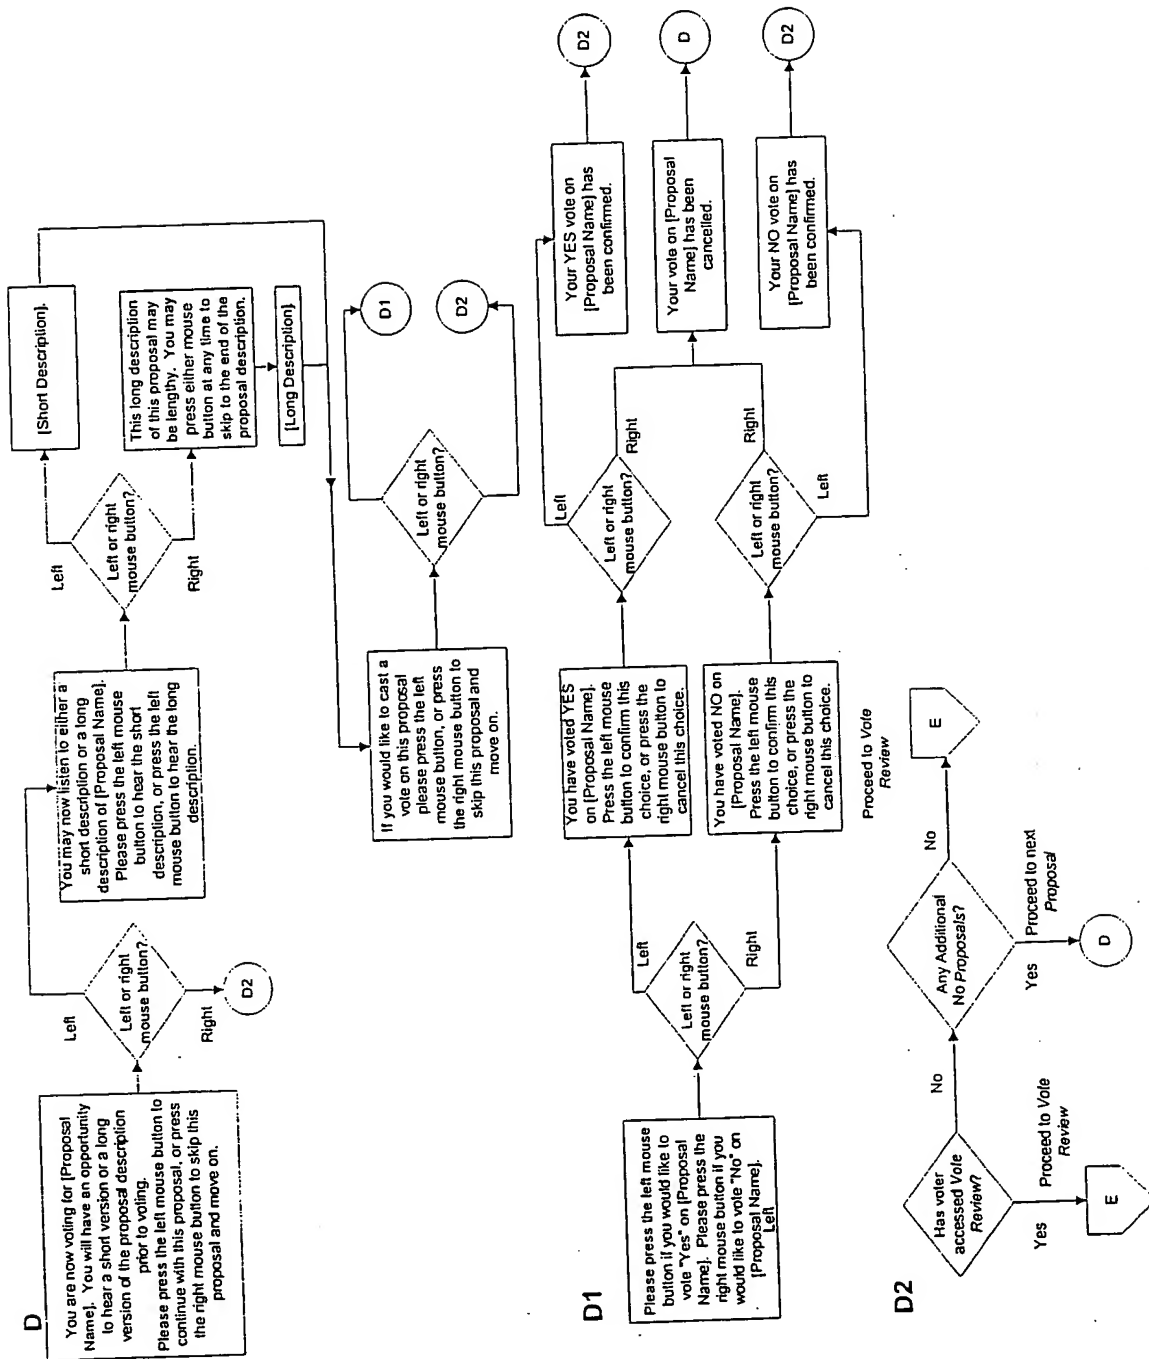 D
You are now voting for [Proposal
Name]. You will have an opportunity
to hear a short version or a long
version of the proposal description
prior to voting.
Please press the left mouse button to
continue with this proposal, or press
the right mouse button to skip this
proposal and move on.
Left or right
mouse button?
Left
Right
D2
You may now listen to either a
short description or a long
description of [Proposal Name].
Please press the left mouse
button to hear the short
description, or press the left
mouse button to hear the long
description.
Left or right
mouse button?
Left
Right
[Short Description].
This long description
of this proposal may
be lengthy. You may
press either mouse
button at any time to
skip to the end of the
proposal description.
[Long Description].
If you would like to cast a
vote on this proposal
please press the left
mouse button, or press
the right mouse button to
skip this proposal and
move on.
Left or right
mouse button?
D1
D2
D1
Please press the left mouse
button if you would like to
vote "Yes" on [Proposal
Name]. Please press the
right mouse button if you
would like to vote "No" on
[Proposal Name].
Left
Left or right
mouse button?
Left
Right
You have voted YES
on [Proposal Name].
Press the left mouse
button to confirm this
choice, or press the
right mouse button to
cancel this choice.
Left or right
mouse button?
Left
Right
You have voted NO on
[Proposal Name].
Press the left mouse
button to confirm this
choice, or press the
right mouse button to
cancel this choice.
Left or right
mouse button?
Right
Left
Your YES vote on
[Proposal Name] has
been confirmed.
D2
Your vote on [Proposal
Name] has been
cancelled.
D
Your NO vote on
[Proposal Name] has
been confirmed.
D2
D2
Has voter
accessed Vote
Review?
No
Yes
Proceed to Vote
Review
E
Any Additional
No Proposals?
No
Proceed to Vote
Review
E
Yes
Proceed to next
Proposal
D